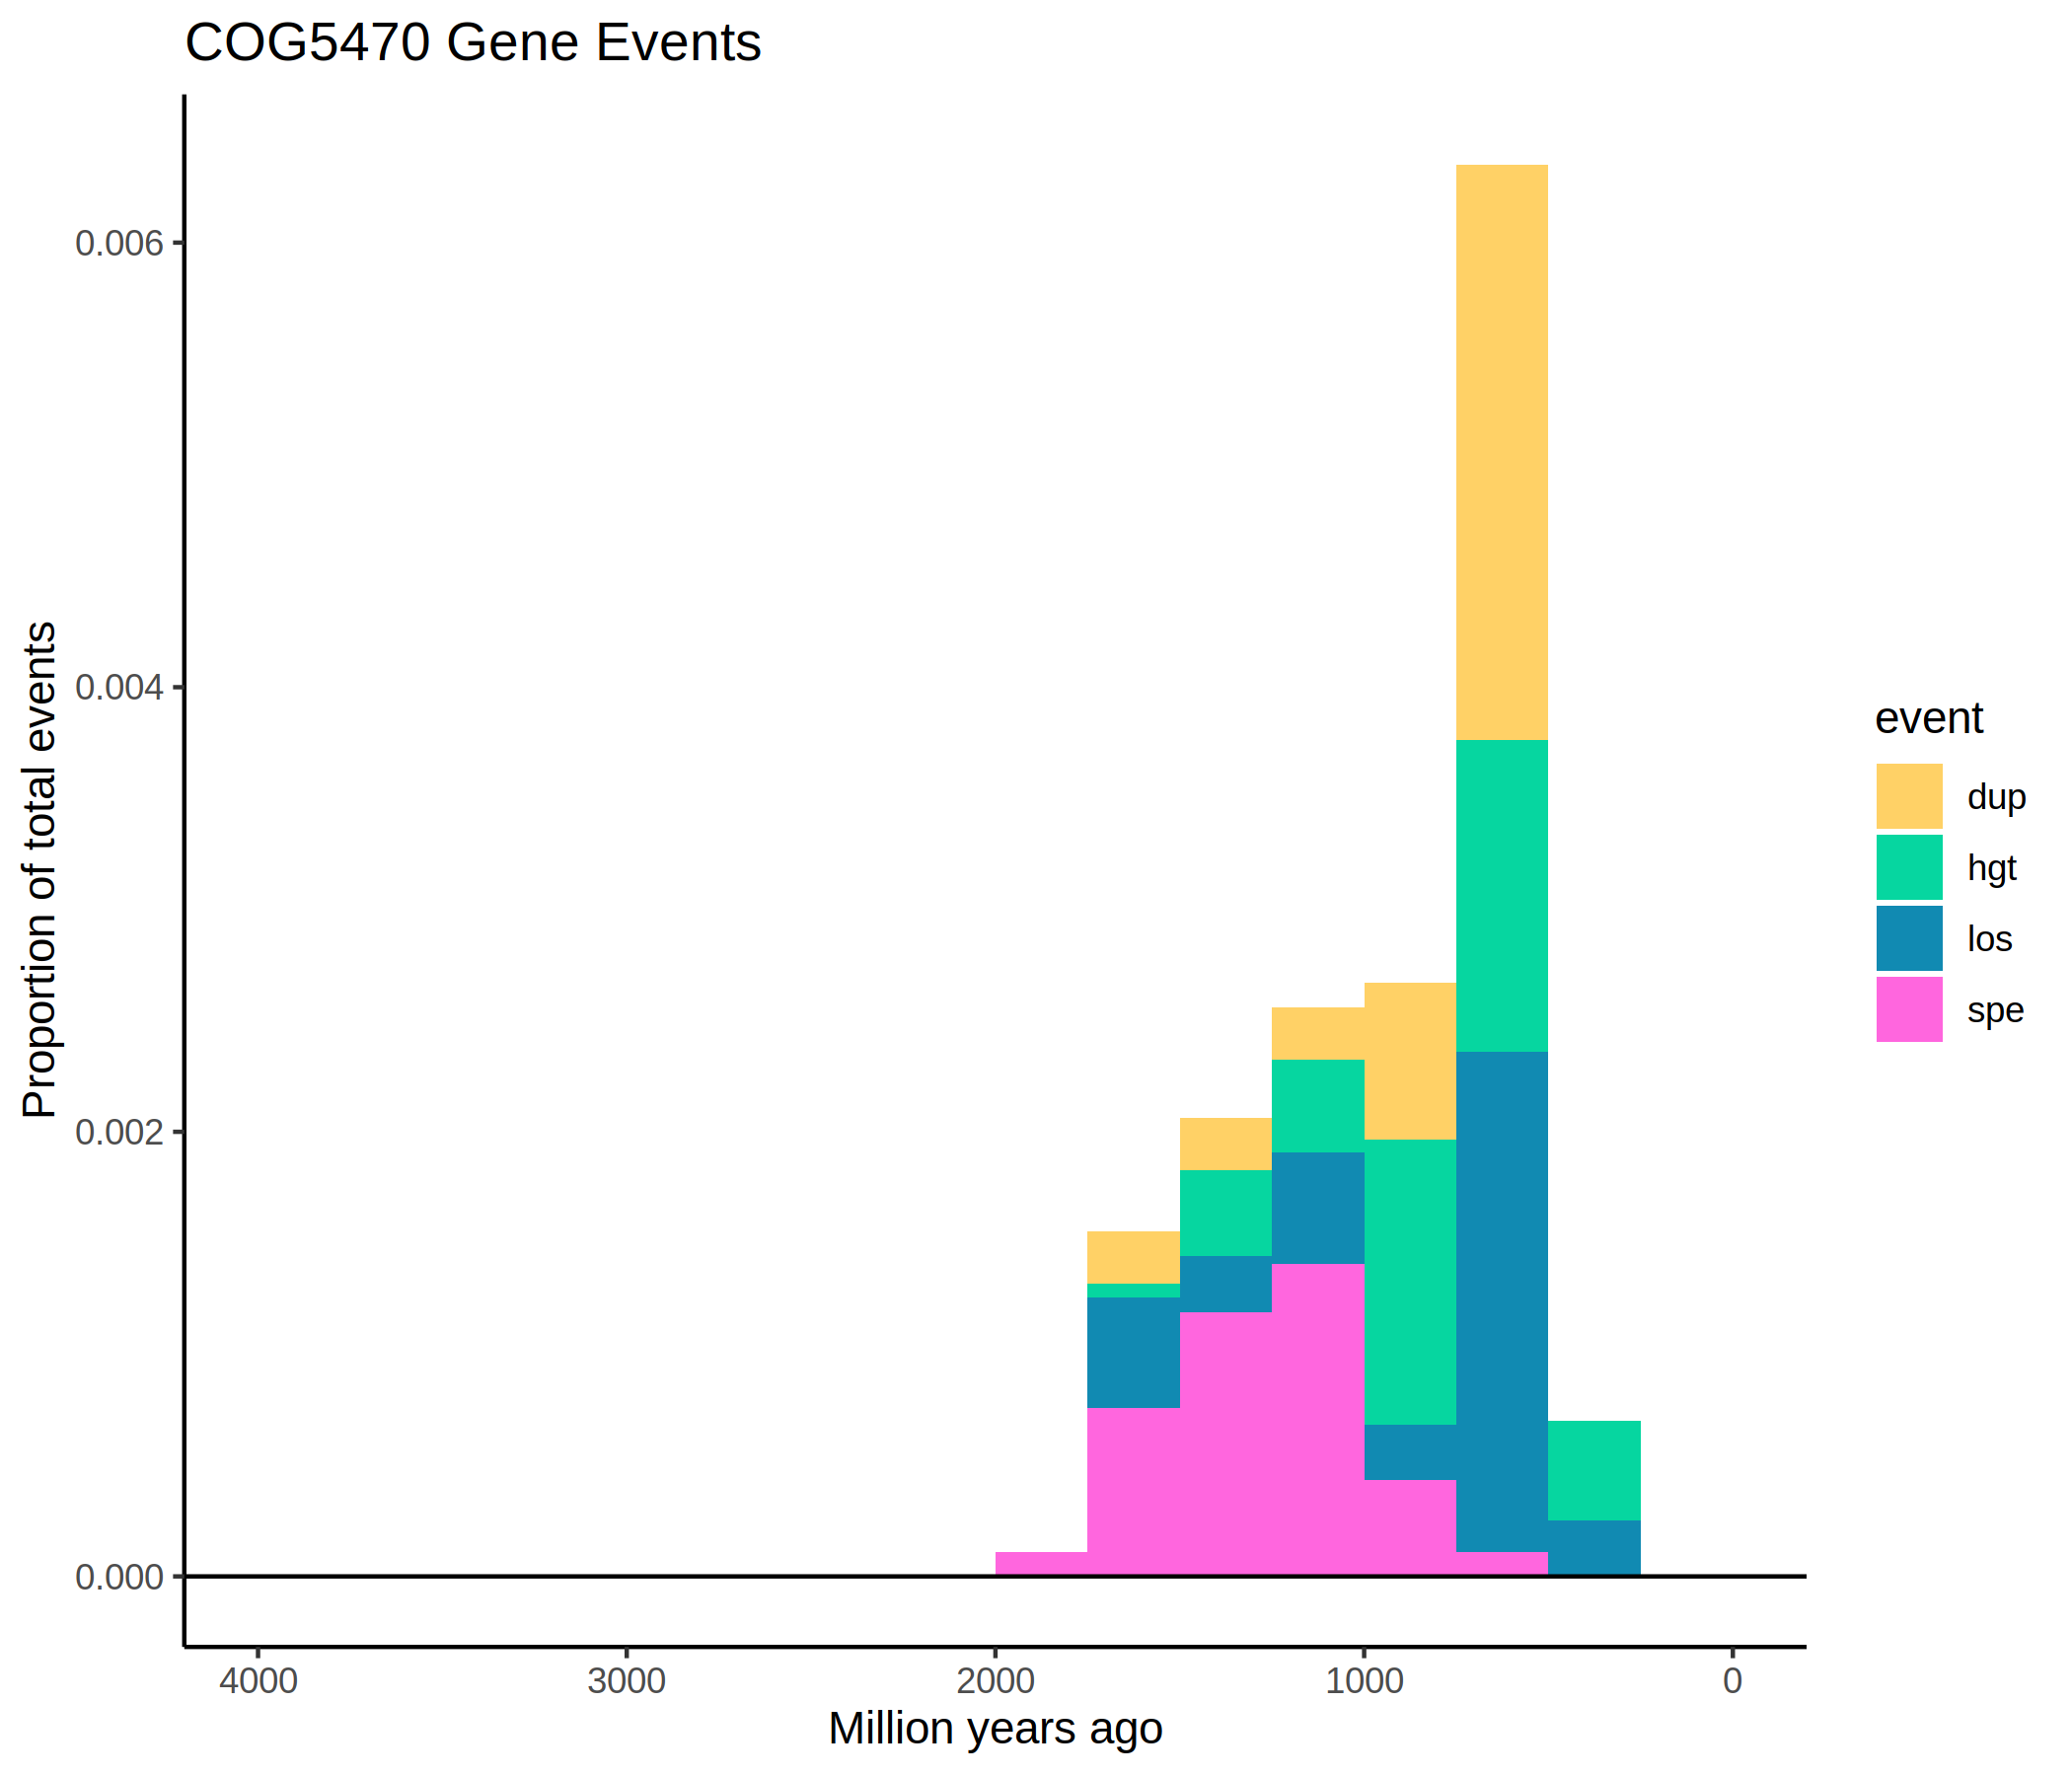 COG5470 Gene Events
Proportion of total events
0.006
0.004
0.002
0.000
4000 3000 2000 1000 0
Million years ago
event
dup
hgt
los
spe